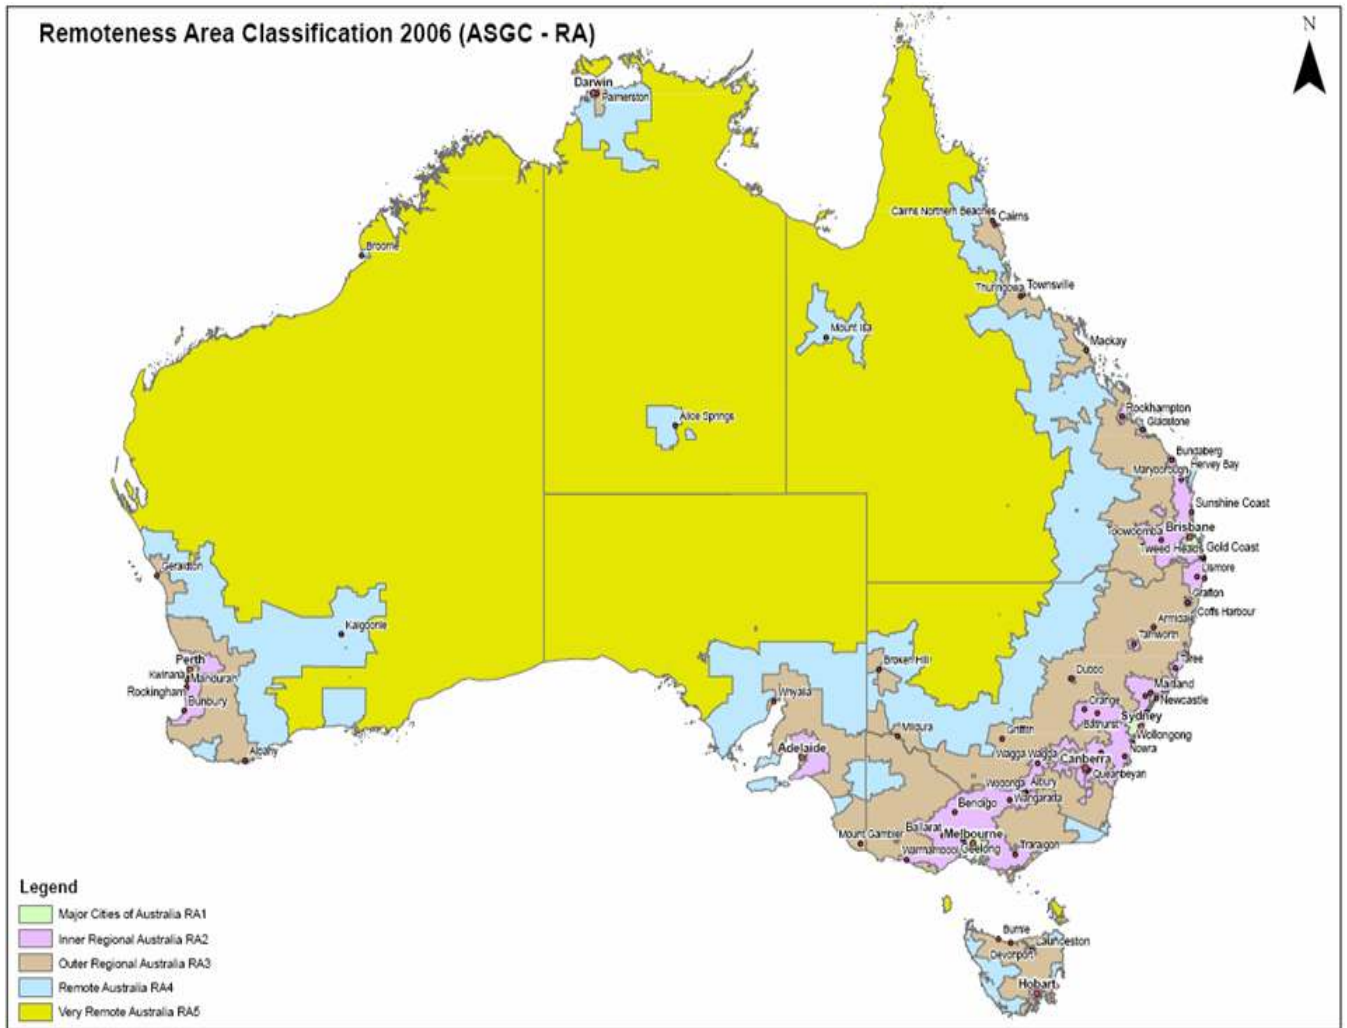 Remoteness Area Classification 2006 (ASGC - RA)
N
Darwin
Palmerston
Cairns Northern Beaches
Cairns
Broome
Thuringowa
Townsville
Mount Isa
Mackay
Alice Springs
Rockhampton
Gladstone
Bundaberg
Hervey Bay
Maryborough
Sunshine Coast
Toowoomba
Brisbane
Tweed Heads
Gold Coast
Geraldton
Lismore
Grafton
Coffs Harbour
Kalgoorlie
Armidale
Tamworth
Perth
Broken Hill
Taree
Kwinana
Mandurah
Dubbo
Rockingham
Whyalla
Maitland
Bunbury
Orange
Newcastle
Bathurst
Sydney
Mildura
Griffith
Wollongong
Albany
Adelaide
Wagga Wagga
Canberra
Nowra
Queanbeyan
Wodonga
Albury
Wangaratta
Bendigo
Mount Gambier
Ballarat
Melbourne
Warrnambool
Geelong
Traralgon
Legend
Major Cities of Australia RA1
Inner Regional Australia RA2
Outer Regional Australia RA3
Remote Australia RA4
Very Remote Australia RA5
Burnie
Launceston
Devonport
Hobart